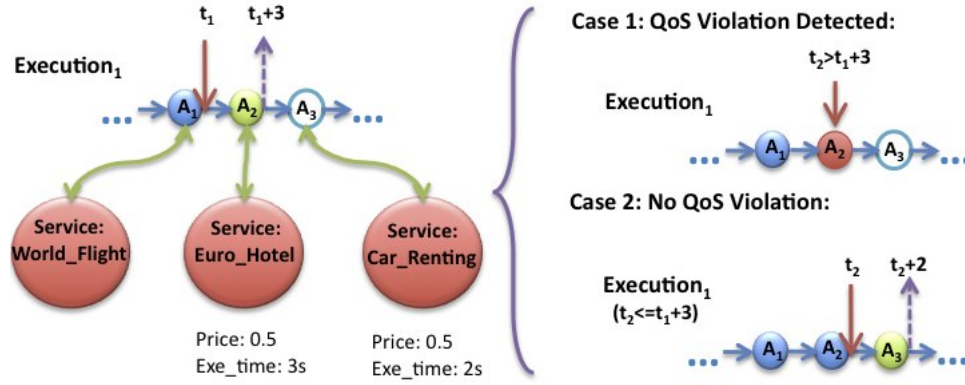 t₁
t₁+3
Execution₁
...
A₁
A₂
A₃
...
Service:
World_Flight
Service:
Euro_Hotel
Service:
Car_Renting
Price: 0.5
Exe_time: 3s
Price: 0.5
Exe_time: 2s
Case 1: QoS Violation Detected:
t₂>t₁+3
Execution₁
...
A₁
A₂
A₃
...
Case 2: No QoS Violation:
t₂
t₂+2
Execution₁
(t₂<=t₁+3)
...
A₁
A₂
A₃
...